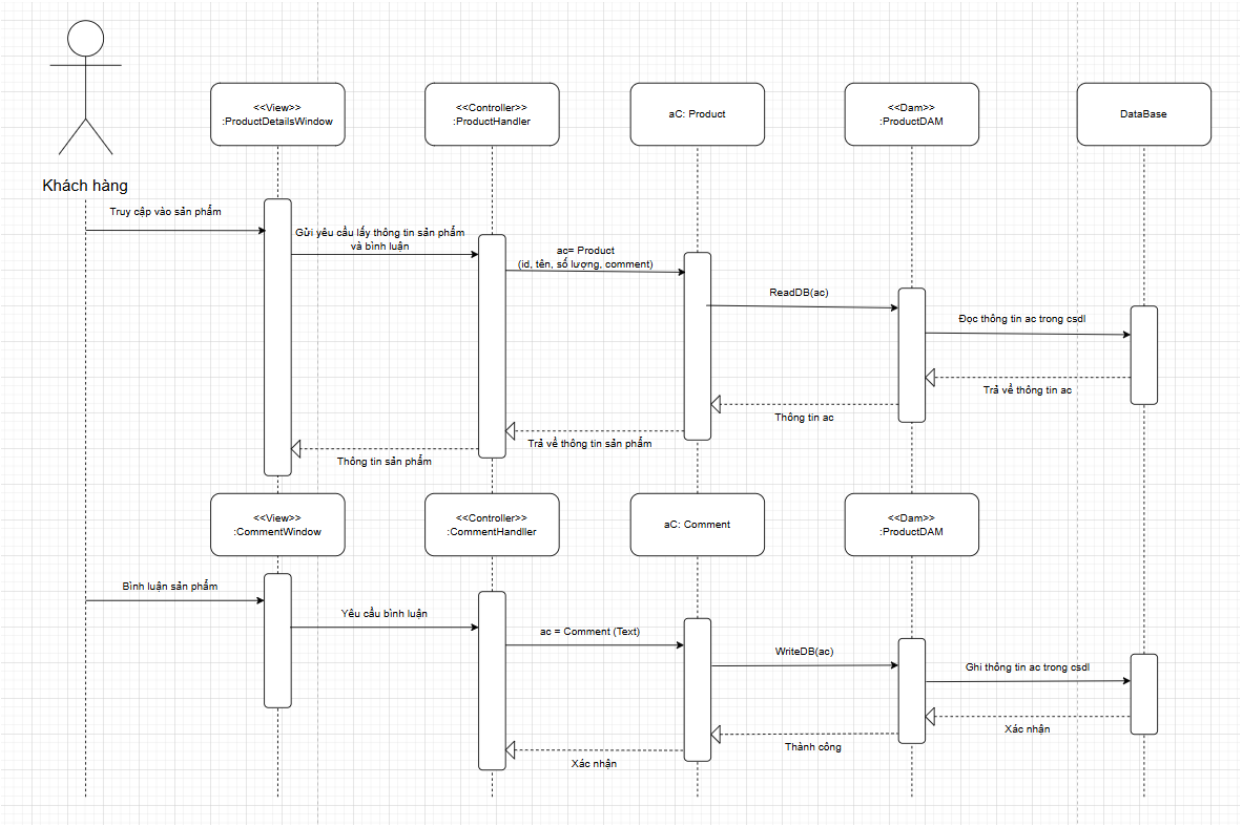 <<View>>
:ProductDetailsWindow
<<Controller>>
:ProductHandler
aC: Product
<<Dam>>
:ProductDAM
DataBase
Khách hàng
Truy cập vào sản phẩm
Gửi yêu cầu lấy thông tin sản phẩm
và bình luận
ac= Product
(id, tên, số lượng, comment)
ReadDB(ac)
Đọc thông tin ac trong csdl
Trả về thông tin ac
Thông tin ac
Trả về thông tin sản phẩm
Thông tin sản phẩm
<<View>>
:CommentWindow
<<Controller>>
:CommentHandller
aC: Comment
<<Dam>>
:ProductDAM
Bình luận sản phẩm
Yêu cầu bình luận
ac = Comment (Text)
WriteDB(ac)
Ghi thông tin ac trong csdl
Xác nhận
Thành công
Xác nhận